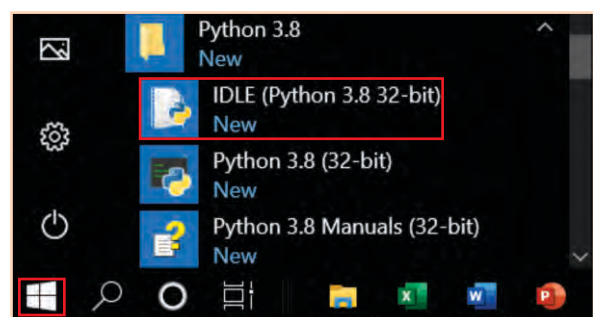 Python 3.8
New
IDLE (Python 3.8 32-bit)
New
Python 3.8 (32-bit)
New
Python 3.8 Manuals (32-bit)
New